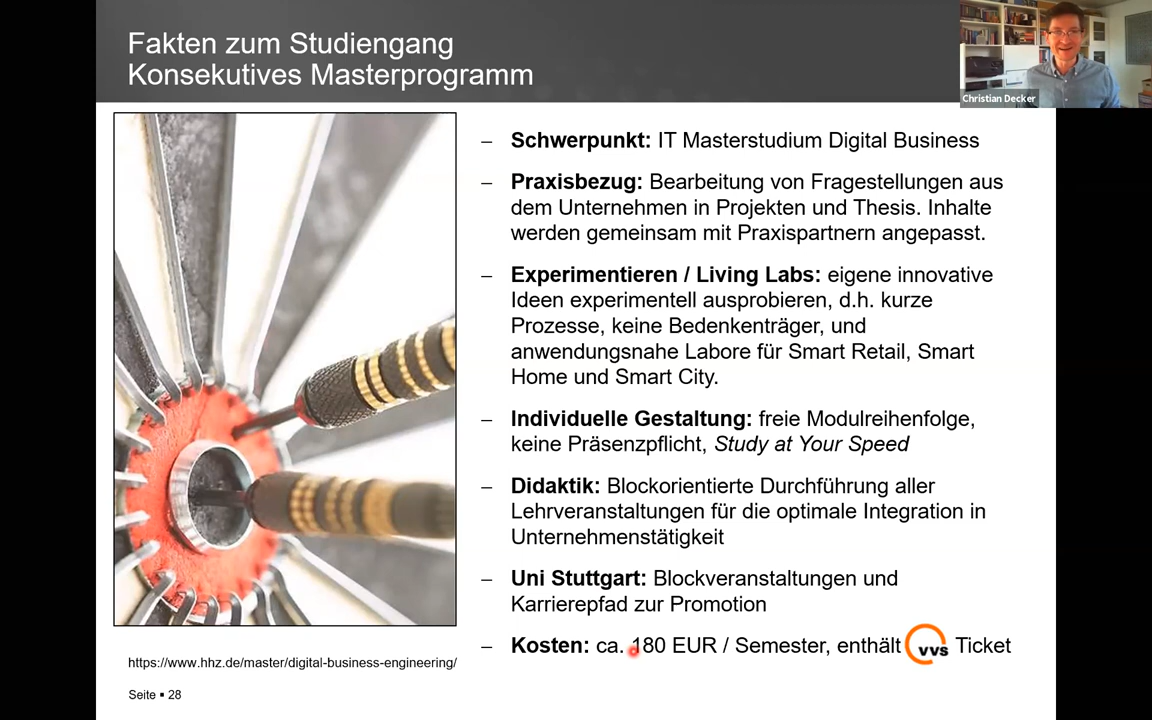 Fakten zum Studiengang
Konsekutives Masterprogramm
Christian Decker
– Schwerpunkt: IT Masterstudium Digital Business
– Praxisbezug: Bearbeitung von Fragestellungen aus
dem Unternehmen in Projekten und Thesis. Inhalte
werden gemeinsam mit Praxispartnern angepasst.
– Experimentieren / Living Labs: eigene innovative
Ideen experimentell ausprobieren, d.h. kurze
Prozesse, keine Bedenkenträger, und
anwendungsnahe Labore für Smart Retail, Smart
Home und Smart City.
– Individuelle Gestaltung: freie Modulreihenfolge,
keine Präsenzpflicht, Study at Your Speed
– Didaktik: Blockorientierte Durchführung aller
Lehrveranstaltungen für die optimale Integration in
Unternehmenstätigkeit
– Uni Stuttgart: Blockveranstaltungen und
Karrierepfad zur Promotion
– Kosten: ca. 180 EUR / Semester, enthält vvs Ticket
https://www.hhz.de/master/digital-business-engineering/
Seite ▪ 28